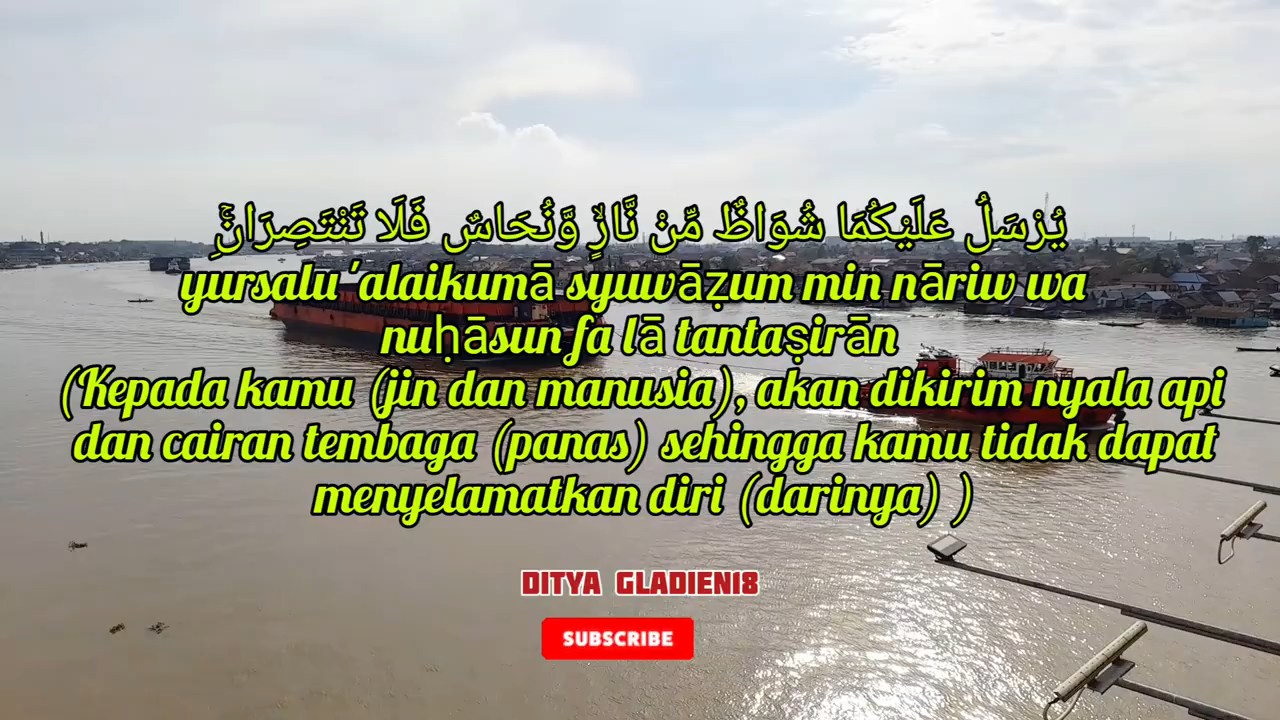 يُرْسَلُ عَلَيْكُمَا شُوَاظٌ مِّنْ نَّارٍۙ وَّنُحَاسٌ فَلَا تَنْتَصِرَانِۚ
yursalu 'alaikumā syuwāẓum min nāriw wa
nuḥāsun fa lā tantaṣirān
(Kepada kamu (jin dan manusia), akan dikirim nyala api
dan cairan tembaga (panas) sehingga kamu tidak dapat
menyelamatkan diri (darinya) )
DITYA GLADIEN18
SUBSCRIBE